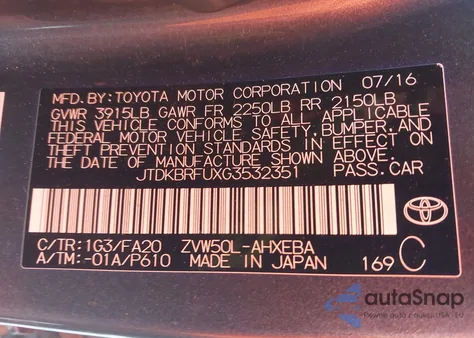 MFD.BY:TOYOTA MOTOR CORPORATION 07/16
GVWR 3915LB GAWR FR 2250LB RR 2150LB
THIS VEHICLE CONFORMS TO ALL APPLICABLE
FEDERAL MOTOR VEHICLE SAFETY,BUMPER,AND
THEFT PREVENTION STANDARDS IN EFFECT ON
THE DATE OF MANUFACTURE SHOWN ABOVE.
JTDKBRFUXG3532351 PASS.CAR
C/TR:1G3/FA20 ZVW50L-AHXEBA
A/TM:-01A/P610 MADE IN JAPAN 169 C
autoSnap